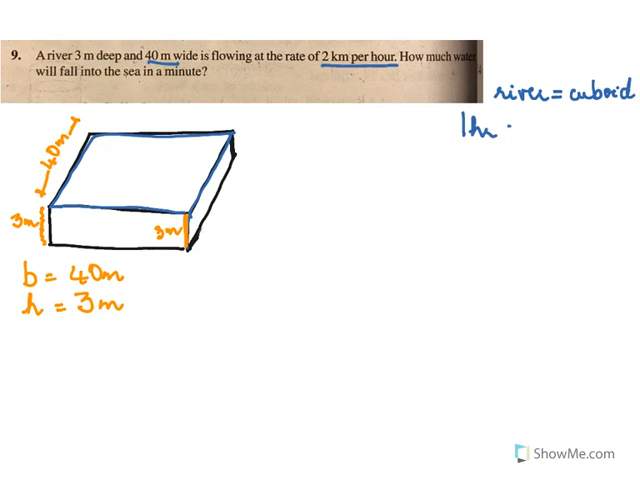 9. A river 3 m deep and 40 m wide is flowing at the rate of 2 km per hour. How much water
will fall into the sea in a minute?
river = cuboid
1hr
40m
3m
3m
b = 40m
h = 3m
ShowMe.com